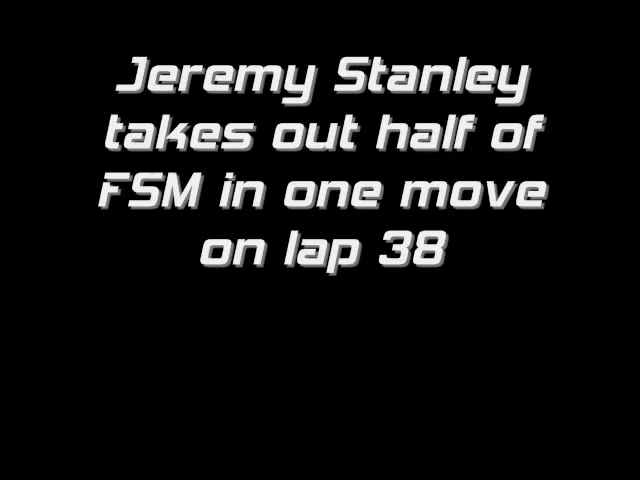 Jeremy Stanley
takes out half of
FSM in one move
on lap 38